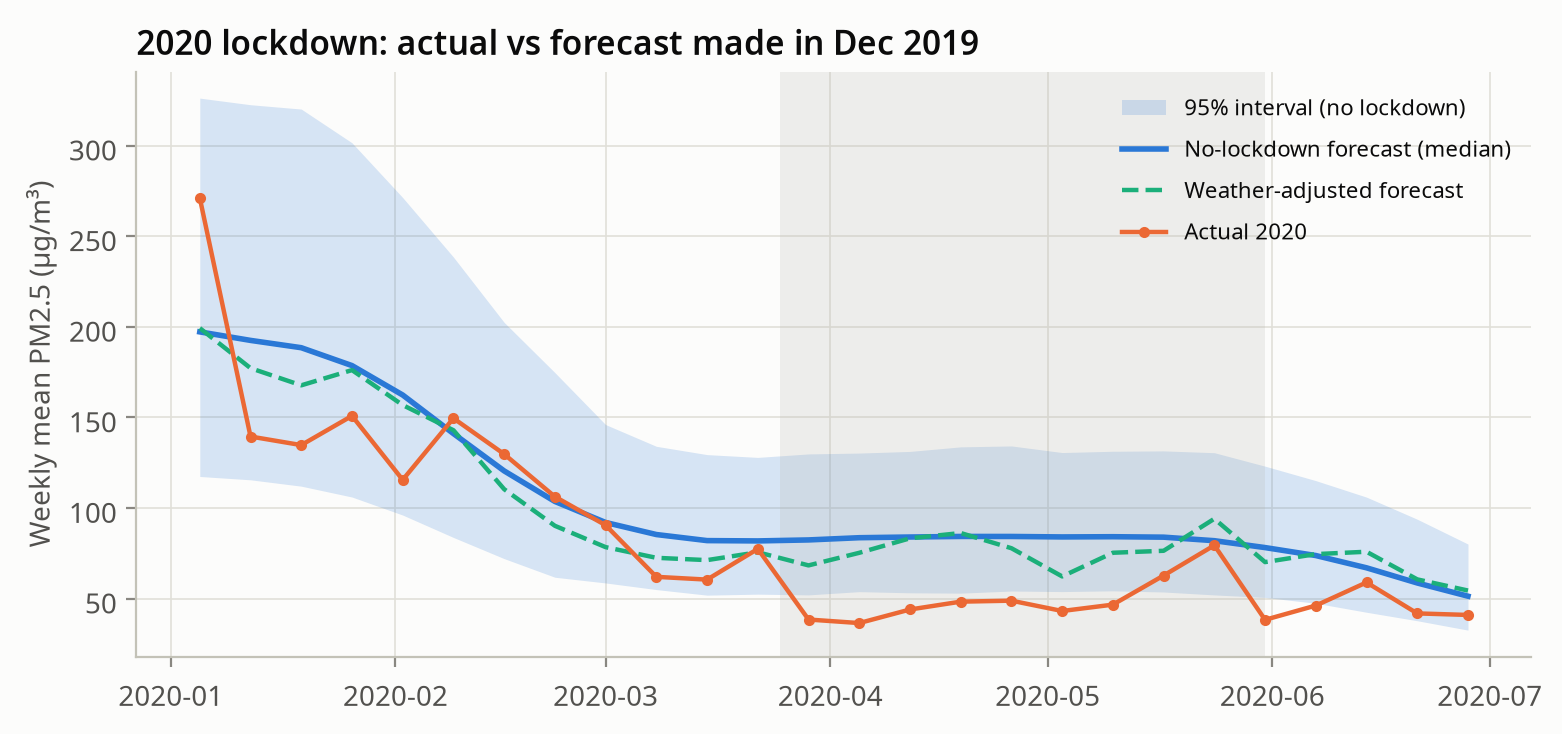 2020 lockdown: actual vs forecast made in Dec 2019
Weekly mean PM2.5 (µg/m³)
300
250
200
150
100
50
95% interval (no lockdown)
No-lockdown forecast (median)
Weather-adjusted forecast
Actual 2020
2020-01
2020-02
2020-03
2020-04
2020-05
2020-06
2020-07